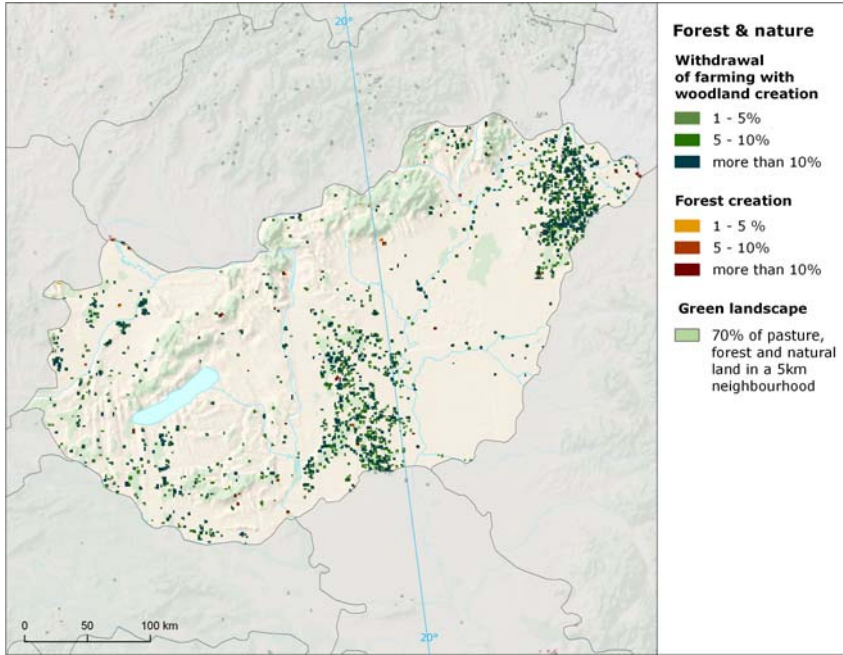 20°
20°
0 50 100 km
Forest & nature
Withdrawal
of farming with
woodland creation
1 - 5%
5 - 10%
more than 10%
Forest creation
1 - 5 %
5 - 10%
more than 10%
Green landscape
70% of pasture,
forest and natural
land in a 5km
neighbourhood